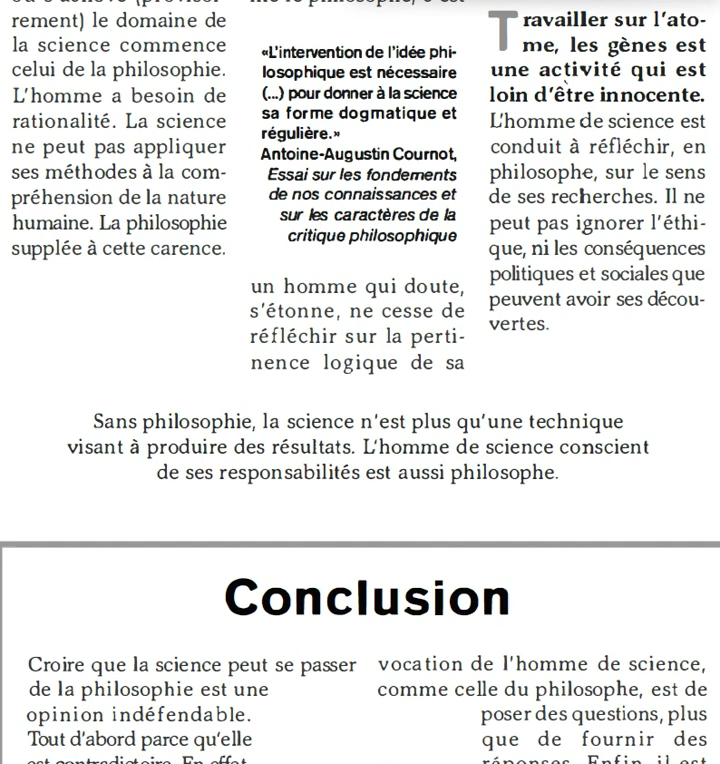 rement) le domaine de
la science commence
celui de la philosophie.
L'homme a besoin de
rationalité. La science
ne peut pas appliquer
ses méthodes à la com-
préhension de la nature
humaine. La philosophie
supplée à cette carence.
«L'intervention de l'idée phi-
losophique est nécessaire
(...) pour donner à la science
sa forme dogmatique et
régulière.»
Antoine-Augustin Cournot,
Essai sur les fondements
de nos connaissances et
sur les caractères de la
critique philosophique
un homme qui doute,
s'étonne, ne cesse de
réfléchir sur la perti-
nence logique de sa
Travailler sur l'ato-
me, les gènes est
une activité qui est
loin d'être innocente.
L'homme de science est
conduit à réfléchir, en
philosophe, sur le sens
de ses recherches. Il ne
peut pas ignorer l'éthi-
que, ni les conséquences
politiques et sociales que
peuvent avoir ses décou-
vertes.
Sans philosophie, la science n'est plus qu'une technique
visant à produire des résultats. L'homme de science conscient
de ses responsabilités est aussi philosophe.
Conclusion
Croire que la science peut se passer
de la philosophie est une
opinion indéfendable.
Tout d'abord parce qu'elle
est contradictoire. En effet
vocation de l'homme de science,
comme celle du philosophe, est de
poser des questions, plus
que de fournir des
réponses. Enfin, il est